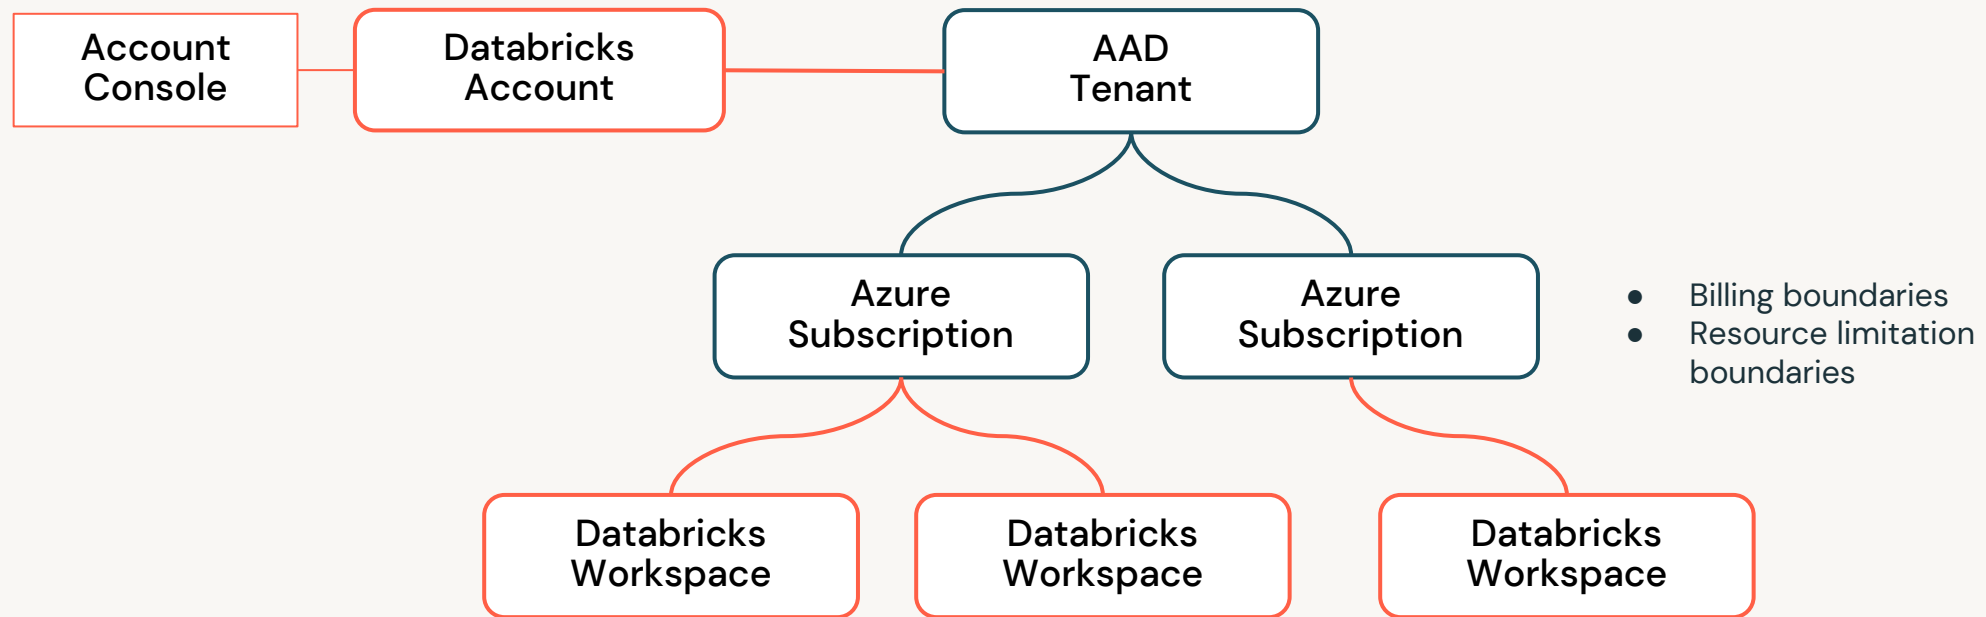 Account
Console
Databricks
Account
AAD
Tenant
Azure
Subscription
Azure
Subscription
● Billing boundaries
● Resource limitation
boundaries
Databricks
Workspace
Databricks
Workspace
Databricks
Workspace